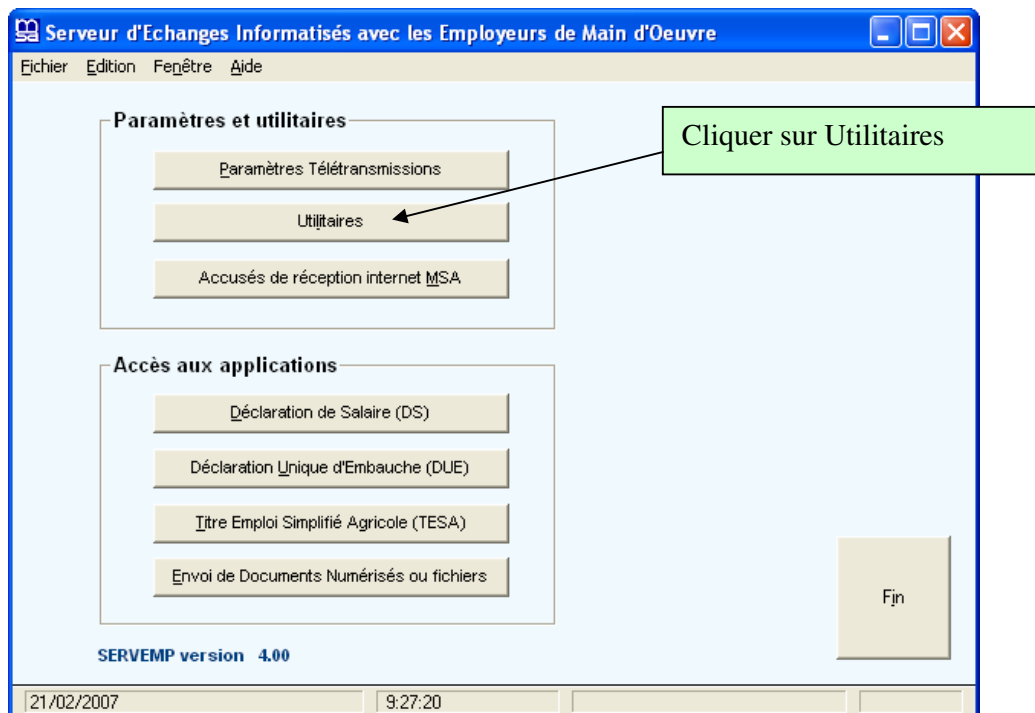 Serveur d'Echanges Informatisés avec les Employeurs de Main d'Oeuvre
Fichier Edition Fenêtre Aide
Paramètres et utilitaires
Cliquer sur Utilitaires
Paramètres Télétransmissions
Utilitaires
Accusés de réception internet MSA
Accès aux applications
Déclaration de Salaire (DS)
Déclaration Unique d'Embauche (DUE)
Titre Emploi Simplifié Agricole (TESA)
Envoi de Documents Numérisés ou fichiers
Fin
SERVEMP version 4.00
21/02/2007 9:27:20